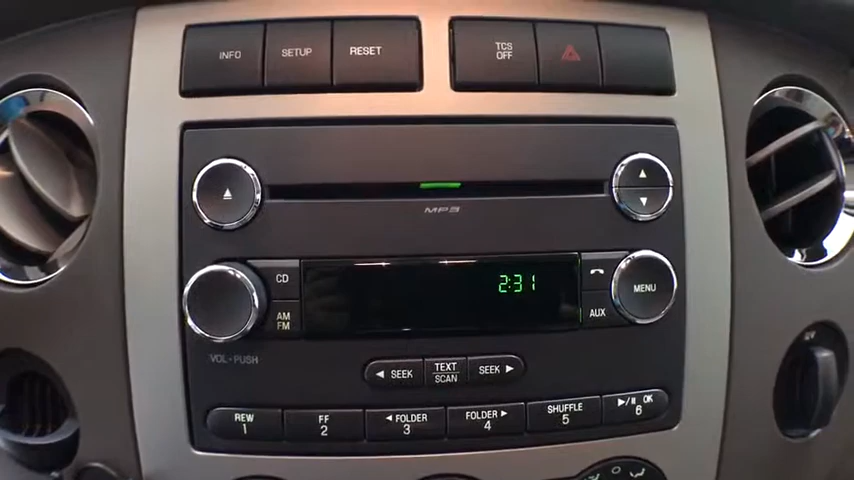 INFO
SETUP
RESET
TCS
OFF
MP3
CD
AM
FM
2:31
AUX
MENU
VOL-PUSH
SEEK
TEXT
SCAN
SEEK
REW
1
FF
2
FOLDER
3
FOLDER
4
SHUFFLE
5
OK
6